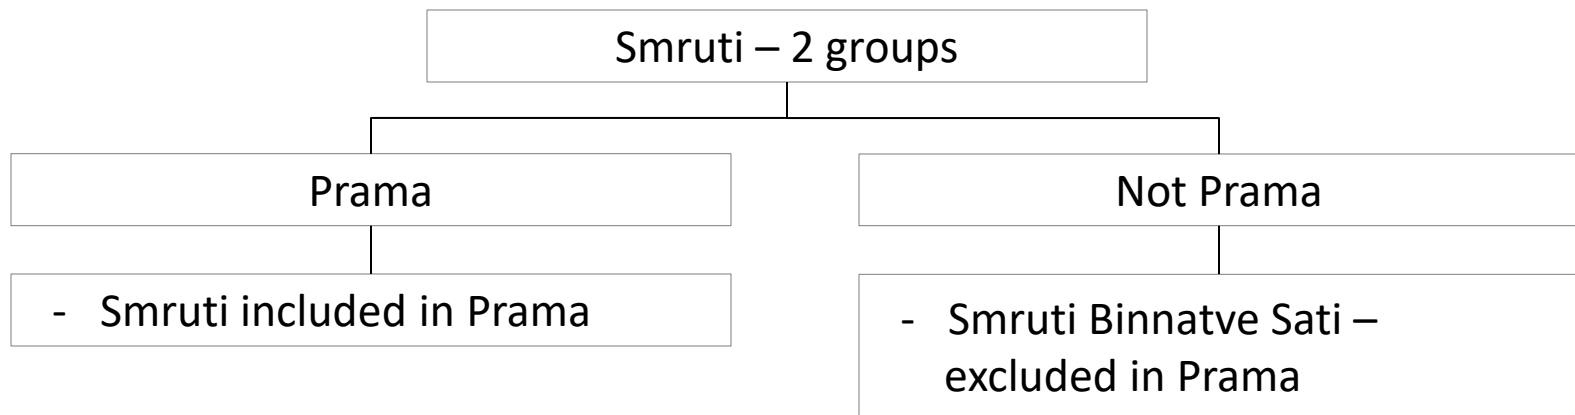 Smruti – 2 groups
Prama
Not Prama
- Smruti included in Prama
- Smruti Binnatve Sati –
excluded in Prama